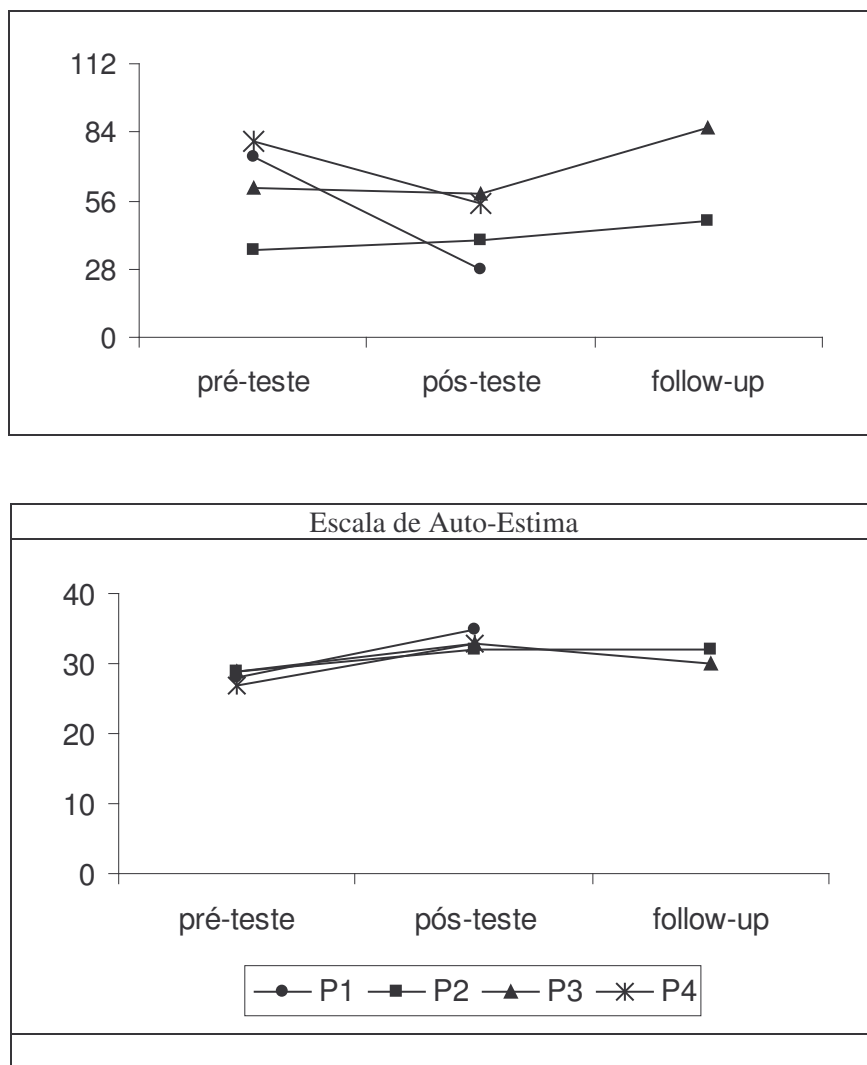 112
84
56
28
0
pré-teste pós-teste follow-up
Escala de Auto-Estima
40
30
20
10
0
pré-teste pós-teste follow-up
P1 P2 P3 P4